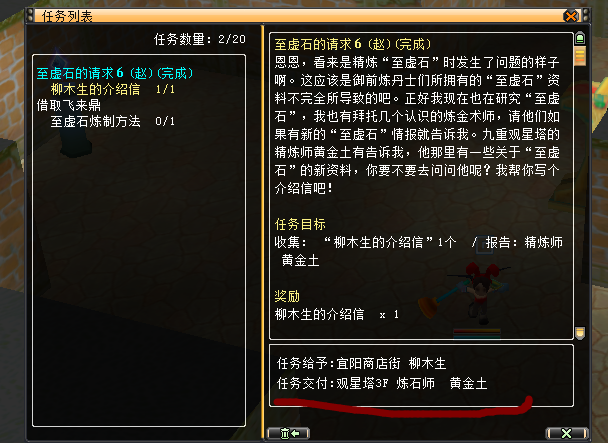 任务列表
任务数量: 2/20
至虚石的请求6 (赵)(完成)
柳木生的介绍信 1/1
借取飞来鼎
至虚石炼制方法 0/1
至虚石的请求6 (赵)(完成)
恩恩，看来是精炼“至虚石”时发生了问题的样子
啊。这应该是御前炼丹士们所拥有的“至虚石”资
料不完全所导致的吧。正好我现在也在研究“至虚
石”，我也有拜托几个认识的炼金术师，请他们如
果有新的“至虚石”情报就告诉我。九重观星塔的
精炼师黄金土有告诉我，他那里有一些关于“至虚
石”的新资料，你要不要去问问他呢？我帮你写个
介绍信吧！
任务目标
收集: “柳木生的介绍信”1个 / 报告: 精炼师
黄金土
奖励
柳木生的介绍信 x 1
任务给予:宜阳商店街 柳木生
任务交付:观星塔3F 炼石师 黄金土